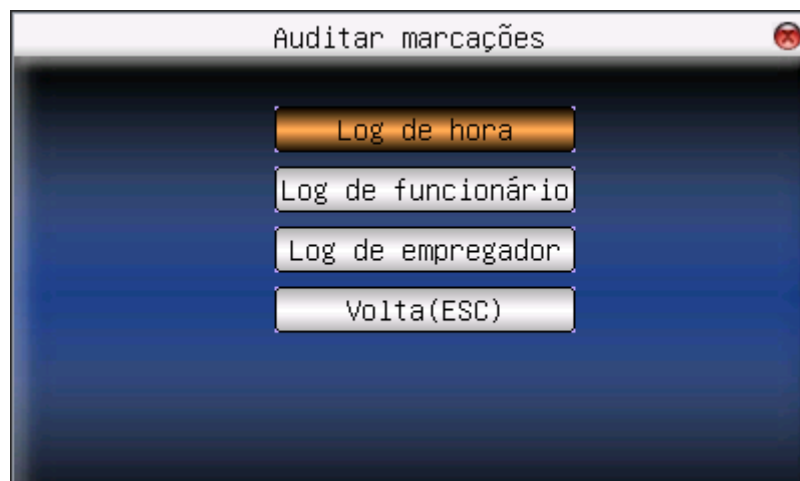 Auditar marcações
Log de hora
Log de funcionário
Log de empregador
Volta(ESC)